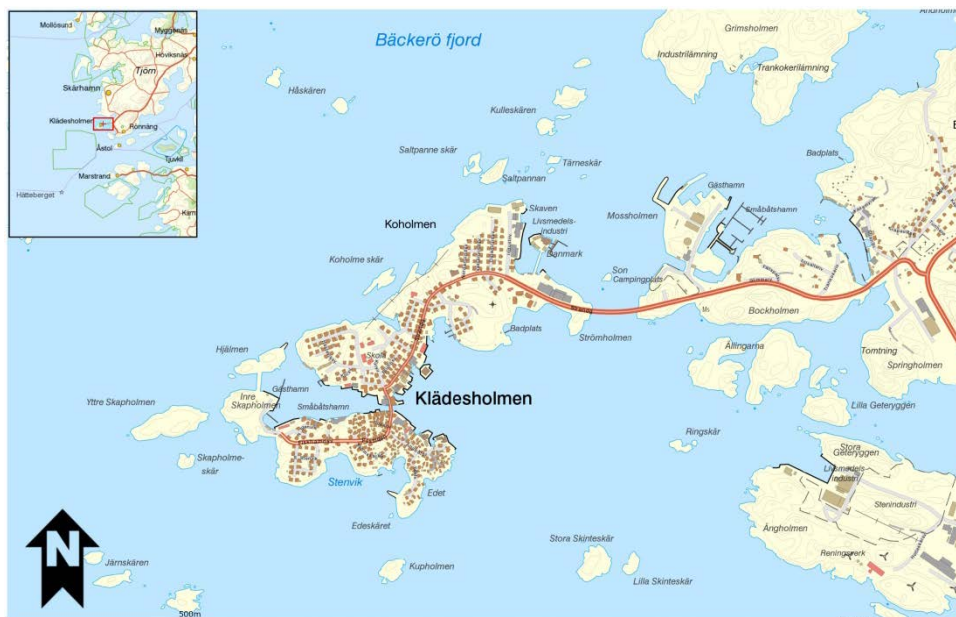 Mollösund
Myggenäs
Höviksnäs
Tjörn
Skärhamn
Klädesholmen
Rönnäng
Åstol
Tjuvkil
Marstrand
Hätteberget
Bäckerö fjord
Grimsholmen
Industrilämning
Trankokerilämning
Håskären
Kulleskären
Saltpanne skär
Saltpannan
Tärneskär
Badplats
Koholmen
Skaven
Livsmedels-
industri
Danmark
Mossholmen
Gästhamn
Småbåtshamn
Koholme skär
Son
Campingplats
Bockholmen
Badplats
Strömholmen
Skola
Ällingarna
Tomtning
Springholmen
Hjälmen
Gästhamn
Inre
Skapholmen
Småbåtshamn
Klädesholmen
Yttre Skapholmen
Lilla Geteryggen
Ringskär
Skapholme-
skär
Stenvik
Edet
Stora
Geteryggen
Livsmedels-
industri
Stenindustri
Edeskäret
Ängholmen
Stora Skinteskär
Reningsverk
N
Järnskären
Kupholmen
Lilla Skinteskär
500m